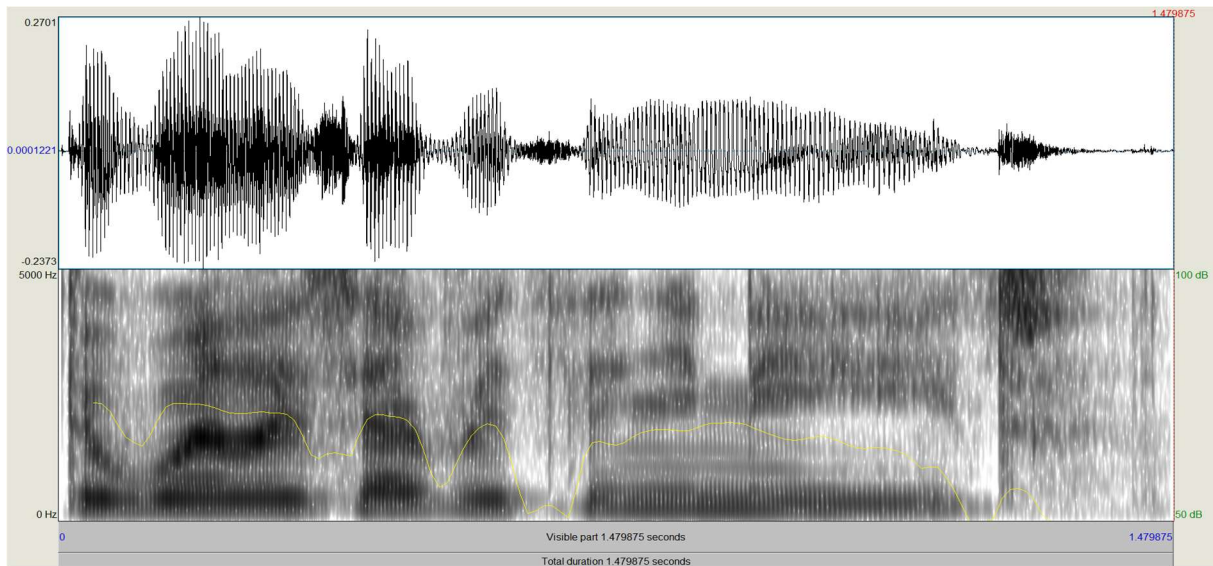 1.479875
0.2701
0.0001221
-0.2373
5000 Hz
100 dB
0 Hz
50 dB
0
Visible part 1.479875 seconds
1.479875
Total duration 1.479875 seconds